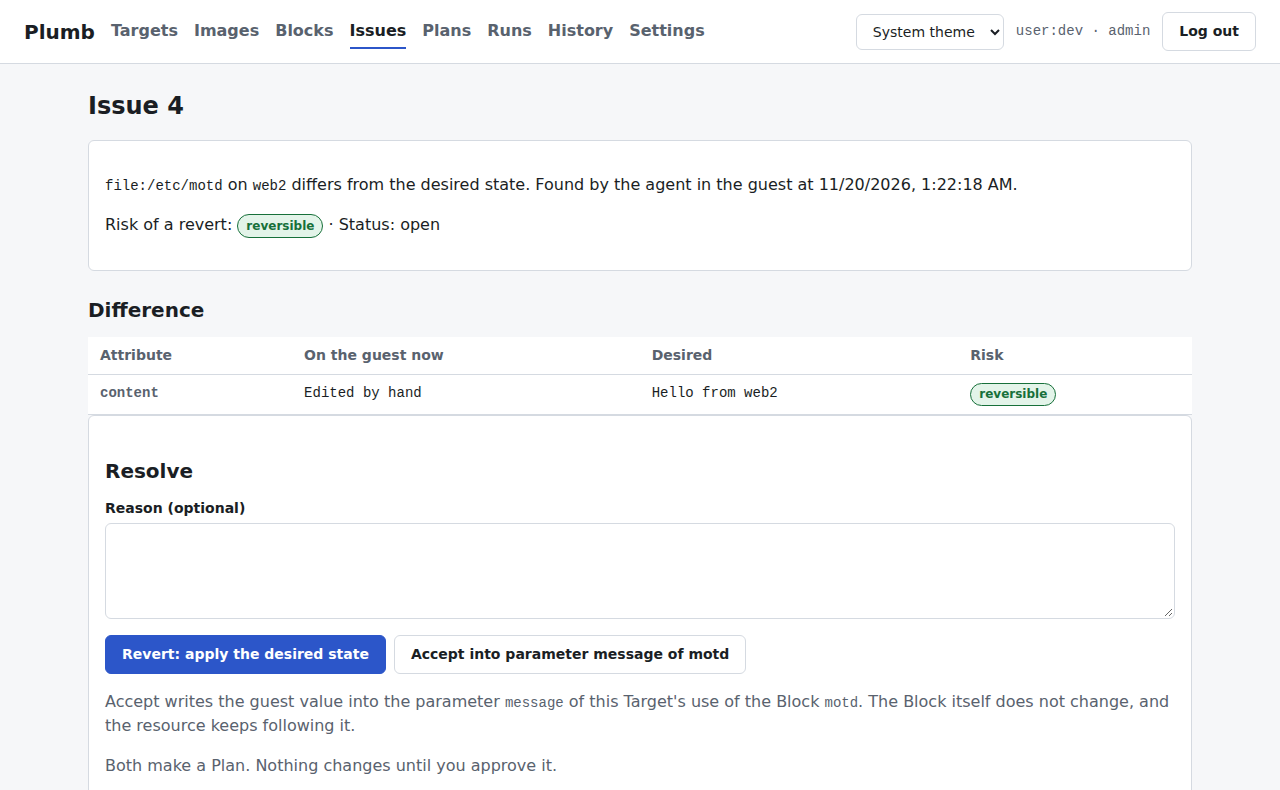 Plumb Targets Images Blocks Issues Plans Runs History Settings System theme user:dev · admin Log out
Issue 4
file:/etc/motd on web2 differs from the desired state. Found by the agent in the guest at 11/20/2026, 1:22:18 AM.
Risk of a revert: reversible · Status: open
Difference
Attribute On the guest now Desired Risk
content Edited by hand Hello from web2 reversible
Resolve
Reason (optional)
Revert: apply the desired state Accept into parameter message of motd
Accept writes the guest value into the parameter message of this Target's use of the Block motd. The Block itself does not change, and
the resource keeps following it.
Both make a Plan. Nothing changes until you approve it.